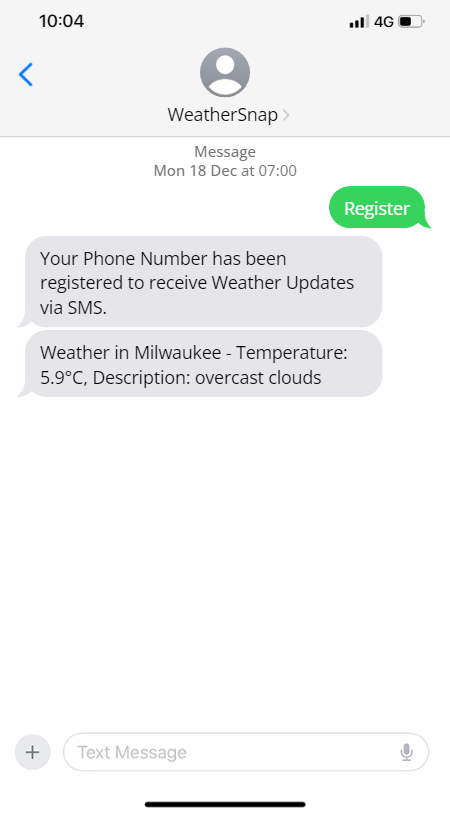 10:04
4G
WeatherSnap
Message
Mon 18 Dec at 07:00
Register
Your Phone Number has been
registered to receive Weather Updates
via SMS.
Weather in Milwaukee - Temperature:
5.9°C, Description: overcast clouds
Text Message